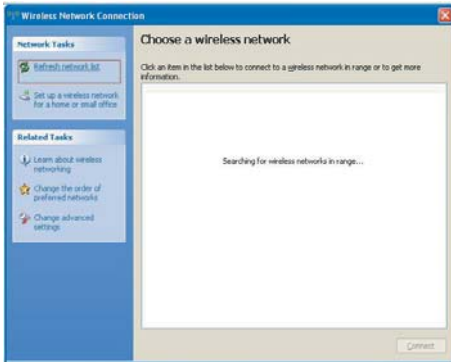 Wireless Network Connection
Network Tasks
Refresh network list
Set up a wireless network
for a home or small office
Related Tasks
Learn about wireless
networking
Change the order of
preferred networks
Change advanced
settings
Choose a wireless network
Click an item in the list below to connect to a wireless network in range or to get more
information.
Searching for wireless networks in range...
Connect